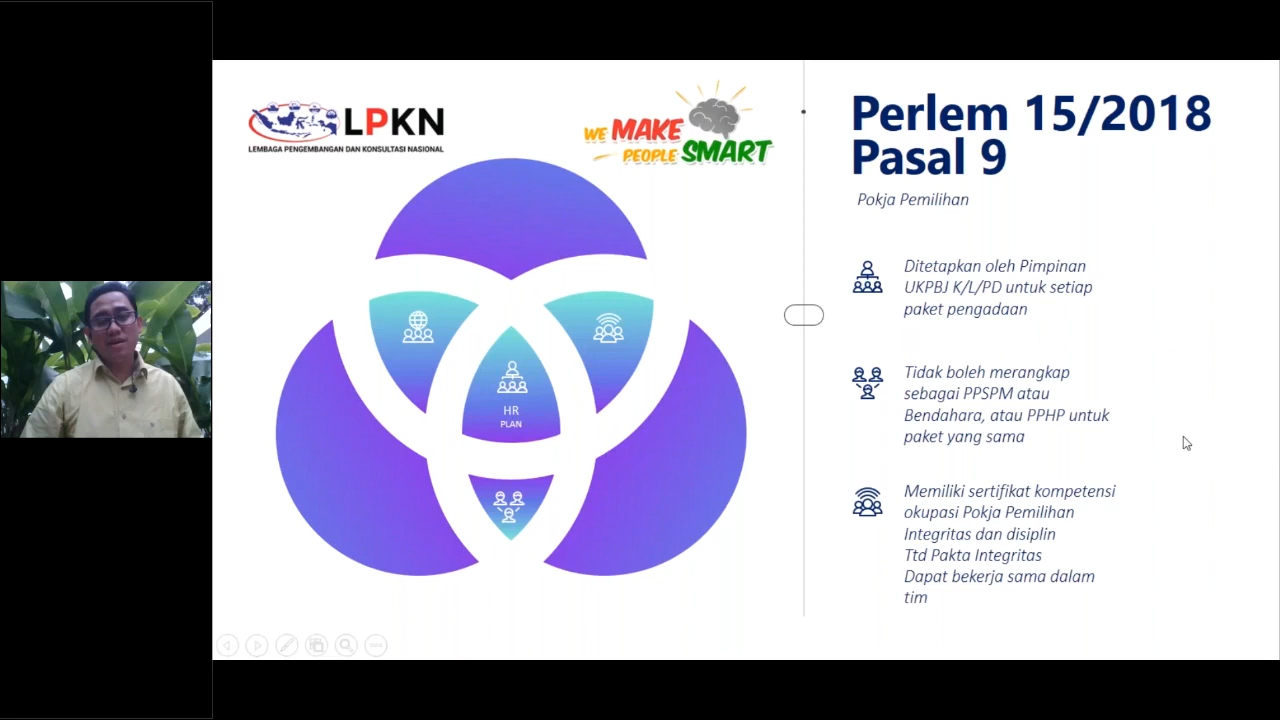 LPKN
LEMBAGA PENGEMBANGAN DAN KONSULTASI NASIONAL
WE MAKE
PEOPLE SMART
HR
PLAN
Perlem 15/2018
Pasal 9
Pokja Pemilihan
Ditetapkan oleh Pimpinan
UKPBJ K/L/PD untuk setiap
paket pengadaan
Tidak boleh merangkap
sebagai PPSPM atau
Bendahara, atau PPHP untuk
paket yang sama
Memiliki sertifikat kompetensi
okupasi Pokja Pemilihan
Integritas dan disiplin
Ttd Pakta Integritas
Dapat bekerja sama dalam
tim